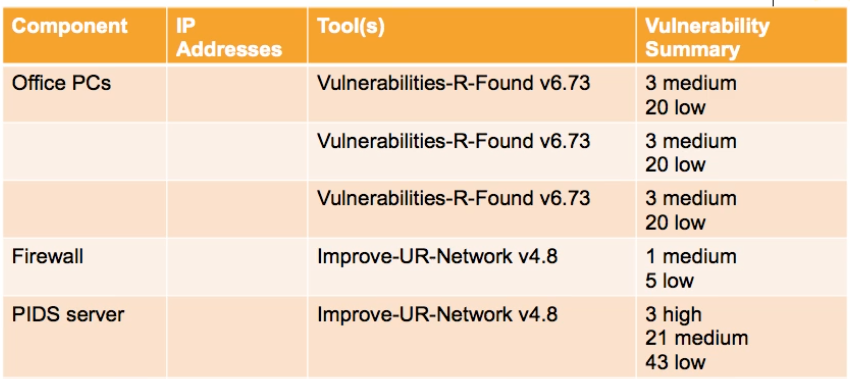 Component IP Addresses Tool(s) Vulnerability Summary
Office PCs Vulnerabilities-R-Found v6.73 3 medium
20 low
Vulnerabilities-R-Found v6.73 3 medium
20 low
Vulnerabilities-R-Found v6.73 3 medium
20 low
Firewall Improve-UR-Network v4.8 1 medium
5 low
PIDS server Improve-UR-Network v4.8 3 high
21 medium
43 low